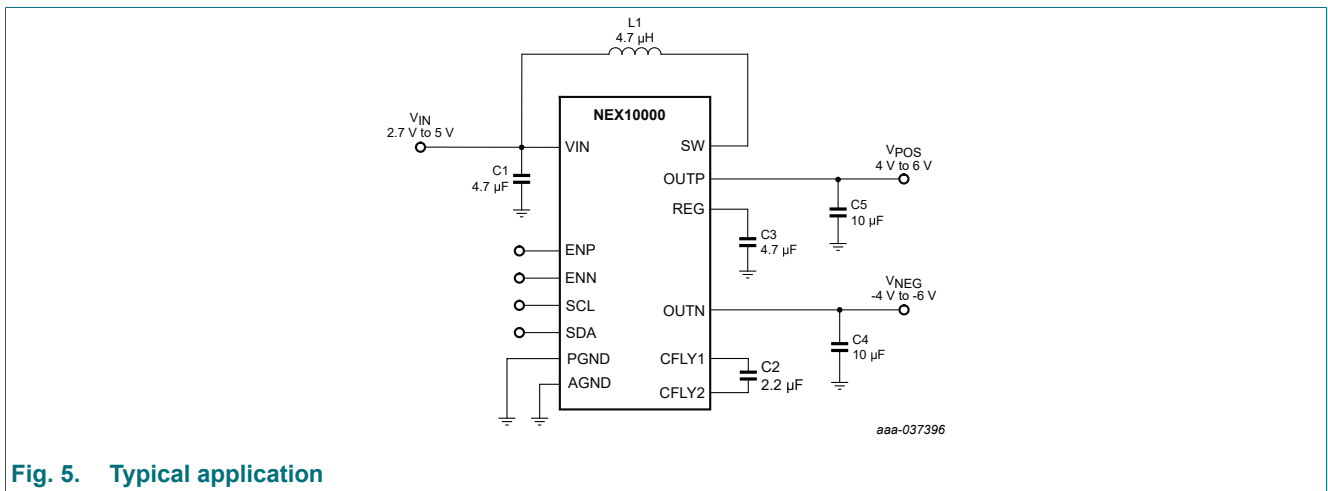 L1
4.7 µH
NEX10000
VIN
2.7 V to 5 V
VIN
SW
C1
4.7 µF
OUTP
VPOS
4 V to 6 V
REG
C5
10 µF
C3
4.7 µF
ENP
ENN
SCL
SDA
OUTN
VNEG
-4 V to -6 V
C4
10 µF
PGND
AGND
CFLY1
CFLY2
C2
2.2 µF
aaa-037396
Fig. 5. Typical application